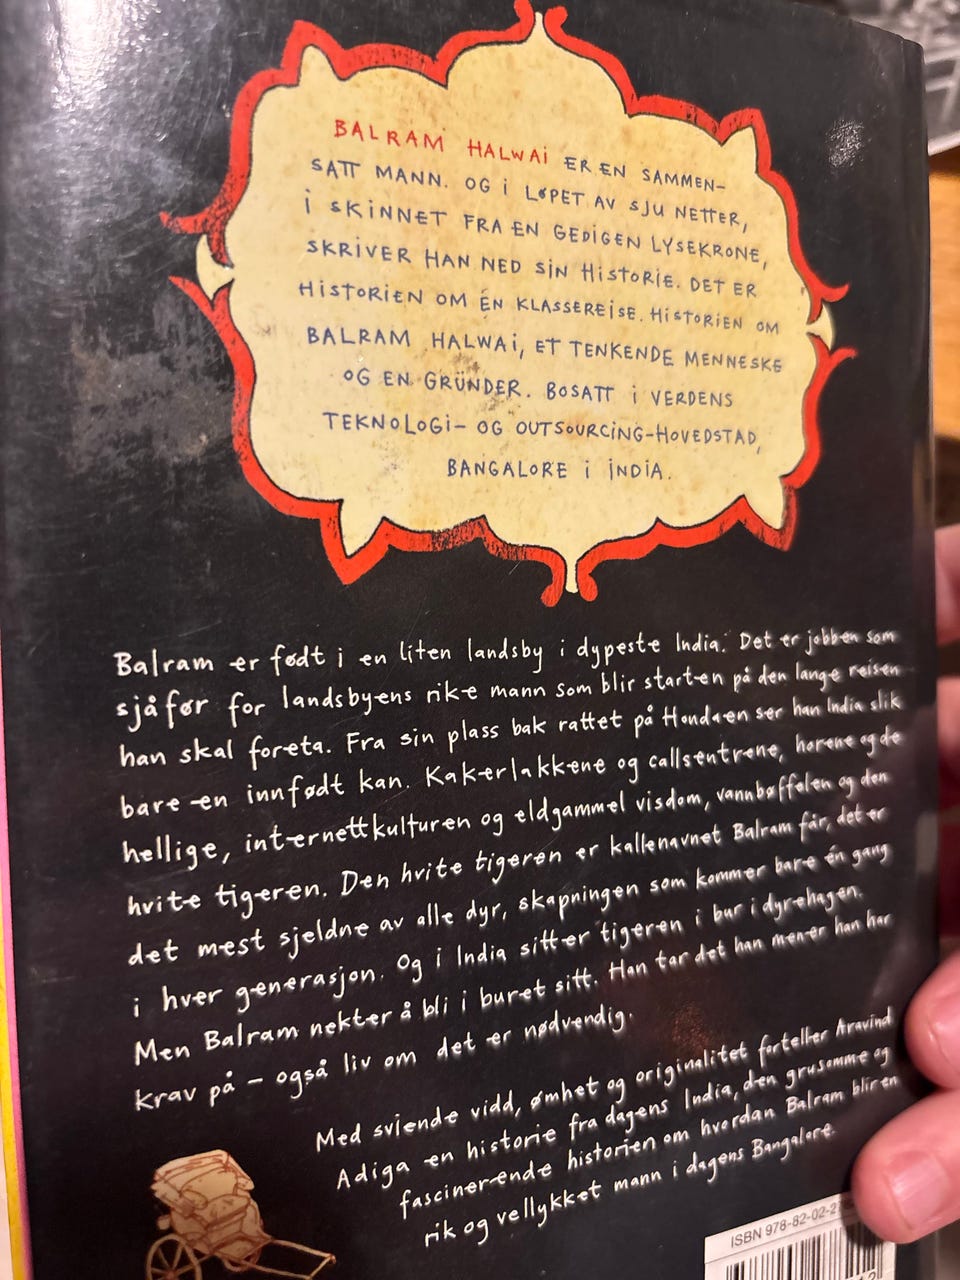 BALRAM HALWAI ER EN SAMMEN-
SATT MANN. OG I LØPET AV SJU NETTER,
I SKINNET FRA EN GEDIGEN LYSEKRONE,
SKRIVER HAN NED SIN HISTORIE. DET ER
HISTORIEN OM ÉN KLASSEREISE. HISTORIEN OM
BALRAM HALWAI, ET TENKENDE MENNESKE
OG EN GRÜNDER. BOSATT I VERDENS
TEKNOLOGI- OG OUTSOURCING-HOVEDSTAD,
BANGALORE I INDIA.
Balram er født i en liten landsby i dypeste India. Det er jobben som
sjåfør for landsbyens rike mann som blir starten på den lange reisen
han skal foreta. Fra sin plass bak rattet på Hondaen ser han India slik
bare en innfødt kan. Kakerlakkene og callsentrene, horene og de
hellige, internettkulturen og eldgammel visdom, vannbøffelen og den
hvite tigeren. Den hvite tigeren er kallenavnet Balram får, det er
det mest sjeldne av alle dyr, skapningen som kommer bare én gang
i hver generasjon. Og i India sitter tigeren i bur i dyrehagen.
Men Balram nekter å bli i buret sitt. Han tar det han mener han har
krav på – også liv om det er nødvendig.
Med sviende vidd, ømhet og originalitet forteller Aravind
Adiga en historie fra dagens India, den grusomme og
fascinerende historien om hvordan Balram blir en
rik og vellykket mann i dagens Bangalore.
ISBN 978-82-02-2